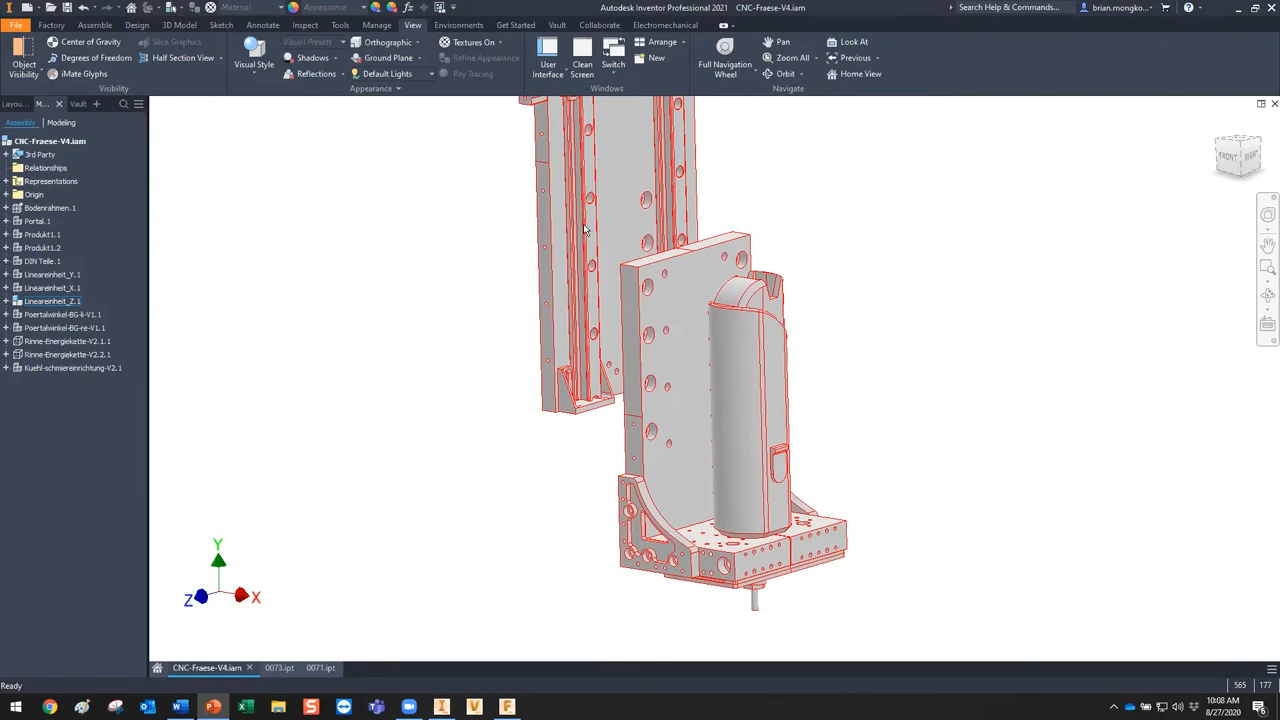 Material
Appearance
Autodesk Inventor Professional 2021 CNC-Fraese-V4.iam
Search Help & Commands...
brian.mongko...
File Factory Assemble Design 3D Model Sketch Annotate Inspect Tools Manage View Environments Get Started Vault Collaborate Electromechanical
Object Visibility
Center of Gravity
Degrees of Freedom
iMate Glyphs
Slice Graphics
Half Section View
Visibility
Visual Style
Visual Presets
Shadows
Reflections
Orthographic
Ground Plane
Default Lights
Textures On
Refine Appearance
Ray Tracing
Appearance
User Interface
Clean Screen
Switch
Arrange
New
Windows
Full Navigation Wheel
Pan
Zoom All
Orbit
Look At
Previous
Home View
Navigate
Layou... M... Vault
Assembly Modeling
CNC-Fraese-V4.iam
3rd Party
Relationships
Representations
Origin
Bodenrahmen.1
Portal.1
Produkt1.1
Produkt1.2
DIN Teile.1
Lineareinheit_Y.1
Lineareinheit_X.1
Lineareinheit_Z.1
Poertalwinkel-BG-li-V1.1
Poertalwinkel-BG-re-V1.1
Rinne-Energiekette-V2.1.1
Rinne-Energiekette-V2.2.1
Kuehl-schmiereinrichtung-V2.1
FRONT RIGHT
Y
Z
X
CNC-Fraese-V4.iam 0073.ipt 0071.ipt
Ready
565 177
10:08 AM
8/27/2020